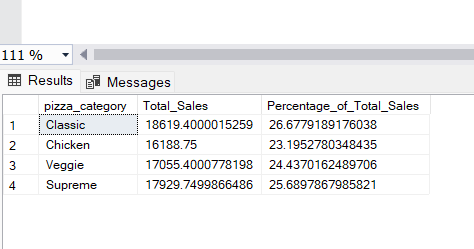 111 %
Results Messages
pizza_category Total_Sales Percentage_of_Total_Sales
1 Classic 18619.4000015259 26.6779189176038
2 Chicken 16188.75 23.1952780348435
3 Veggie 17055.4000778198 24.4370162489706
4 Supreme 17929.7499866486 25.6897867985821